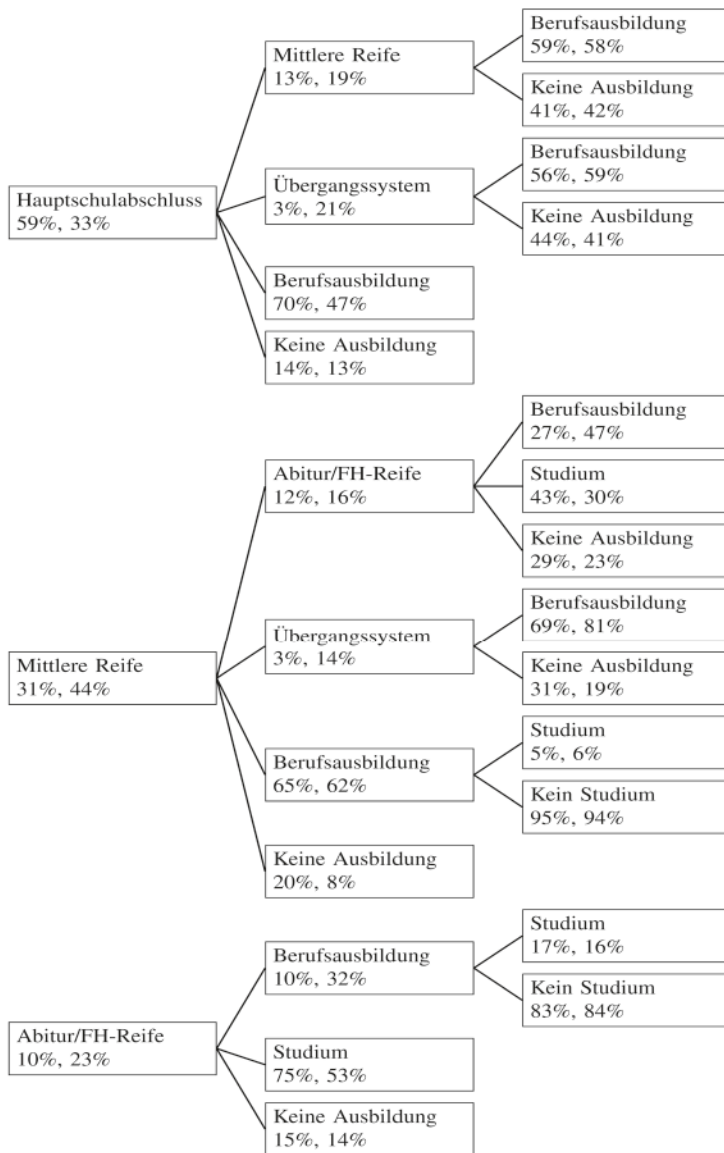 Hauptschulabschluss
59%, 33%
Mittlere Reife
13%, 19%
Berufsausbildung
59%, 58%
Keine Ausbildung
41%, 42%
Übergangssystem
3%, 21%
Berufsausbildung
56%, 59%
Keine Ausbildung
44%, 41%
Berufsausbildung
70%, 47%
Keine Ausbildung
14%, 13%
Mittlere Reife
31%, 44%
Abitur/FH-Reife
12%, 16%
Berufsausbildung
27%, 47%
Studium
43%, 30%
Keine Ausbildung
29%, 23%
Übergangssystem
3%, 14%
Berufsausbildung
69%, 81%
Keine Ausbildung
31%, 19%
Berufsausbildung
65%, 62%
Studium
5%, 6%
Kein Studium
95%, 94%
Keine Ausbildung
20%, 8%
Abitur/FH-Reife
10%, 23%
Berufsausbildung
10%, 32%
Studium
17%, 16%
Kein Studium
83%, 84%
Studium
75%, 53%
Keine Ausbildung
15%, 14%